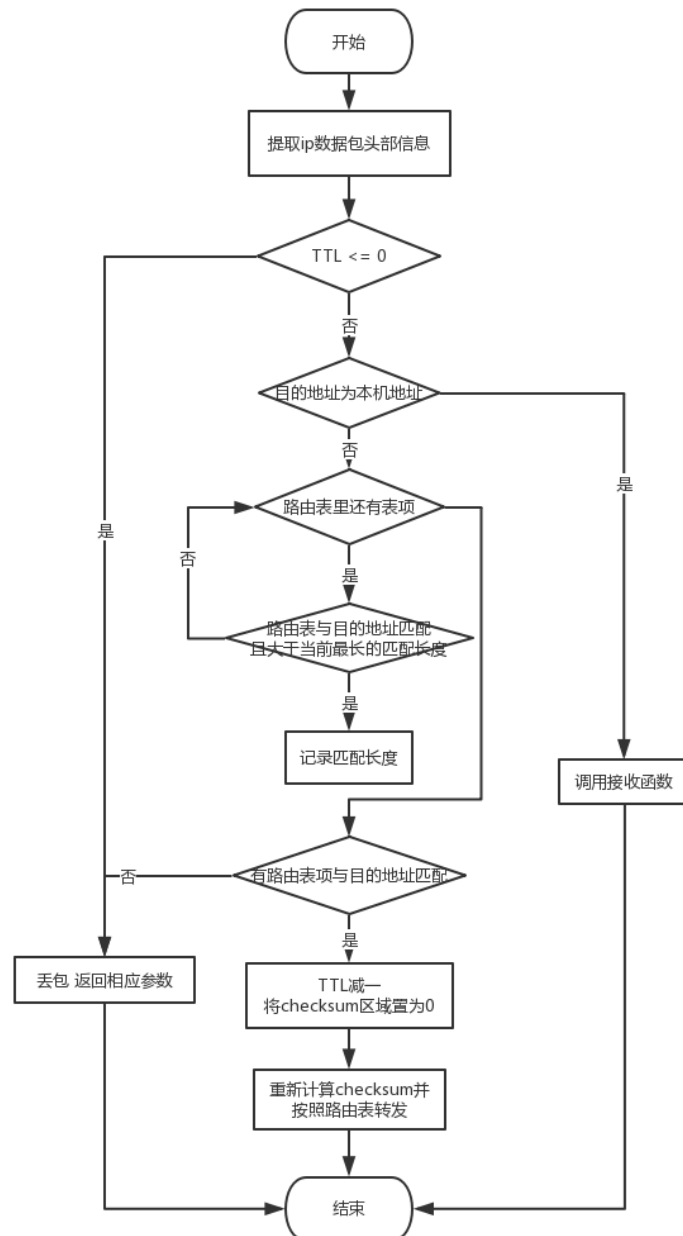 开始
提取ip数据包头部信息
TTL <= 0
否
目的地址为本机地址
否
是
路由表里还有表项
是
否
是
路由表与目的地址匹配
且大于当前最长的匹配长度
是
记录匹配长度
调用接收函数
有路由表项与目的地址匹配
否
是
丢包 返回相应参数
TTL减一
将checksum区域置为0
重新计算checksum并
按照路由表转发
结束